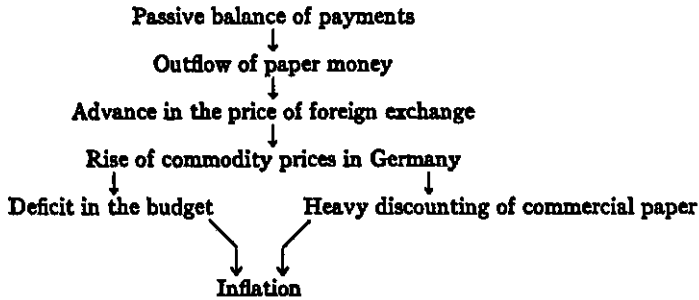 Passive balance of payments
Outflow of paper money
Advance in the price of foreign exchange
Rise of commodity prices in Germany
Deficit in the budget Heavy discounting of commercial paper
Inflation